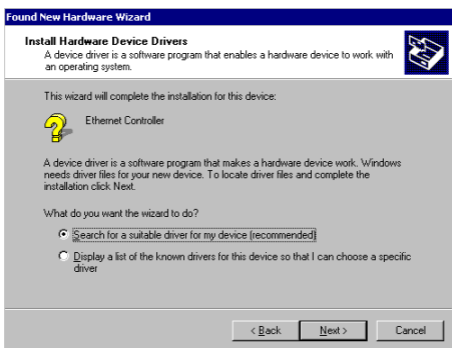 Found New Hardware Wizard
Install Hardware Device Drivers
A device driver is a software program that enables a hardware device to work with
an operating system.
This wizard will complete the installation for this device:
Ethernet Controller
A device driver is a software program that makes a hardware device work. Windows
needs driver files for your new device. To locate driver files and complete the
installation click Next.
What do you want the wizard to do?
Search for a suitable driver for my device (recommended)
Display a list of the known drivers for this device so that I can choose a specific
driver
< Back Next > Cancel